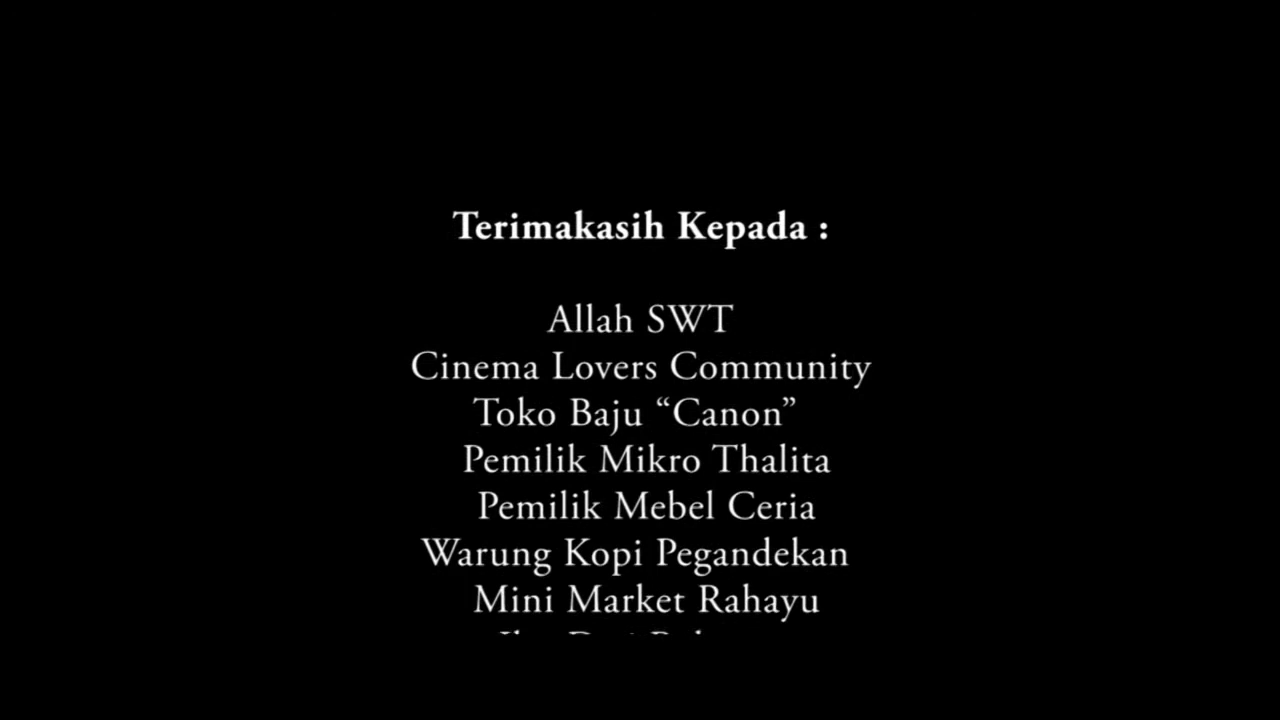 Terimakasih Kepada :
Allah SWT
Cinema Lovers Community
Toko Baju “Canon”
Pemilik Mikro Thalita
Pemilik Mebel Ceria
Warung Kopi Pegandekan
Mini Market Rahayu